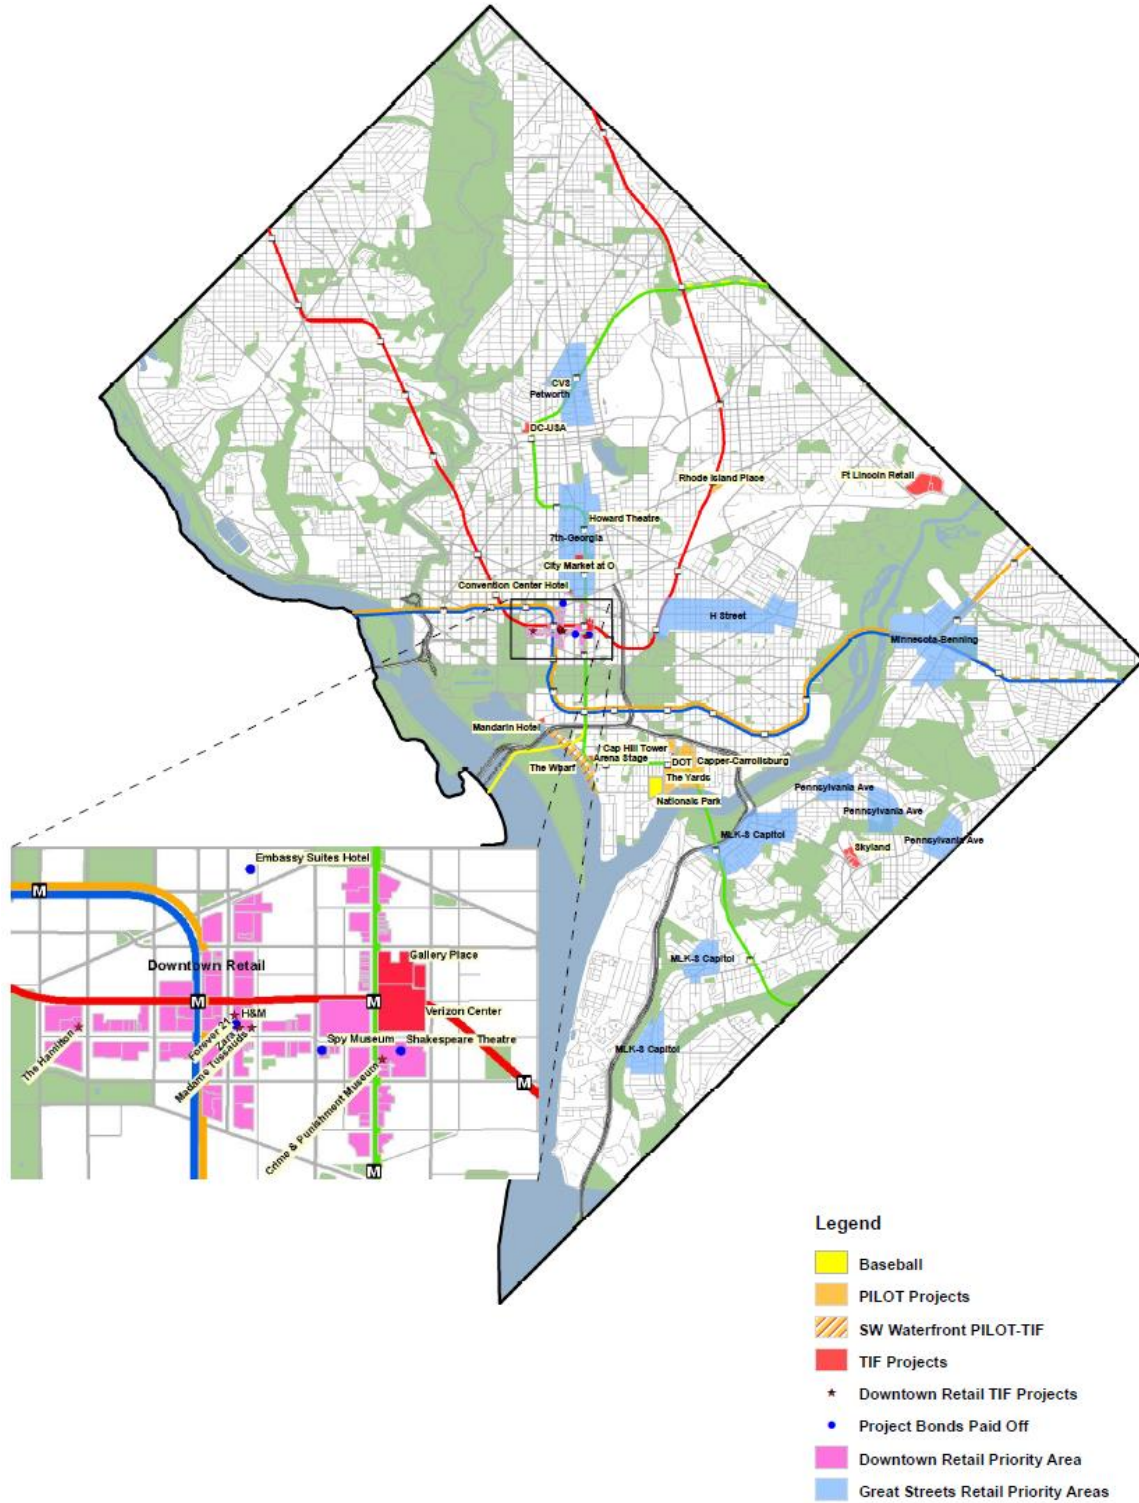 CVS
Petworth
DC-USA
Rhode Island Place
Ft Lincoln Retail
Howard Theatre
7th-Georgia
City Market at O
Convention Center Hotel
H Street
Minnesota-Benning
Mandarin Hotel
Cap Hill Tower
Arena Stage
DOT
Capper-Carrollsburg
The Wharf
The Yards
Nationals Park
Pennsylvania Ave
Pennsylvania Ave
Pennsylvania Ave
MLK-S Capitol
Skyland
MLK-S Capitol
MLK-S Capitol
Embassy Suites Hotel
M
Gallery Place
Downtown Retail
M
M
H&M
Verizon Center
Forever 21
Zara
Madame Tussauds
The Hamilton
Spy Museum
Shakespeare Theatre
Crime & Punishment Museum
M
M
Legend
Baseball
PILOT Projects
SW Waterfront PILOT-TIF
TIF Projects
Downtown Retail TIF Projects
Project Bonds Paid Off
Downtown Retail Priority Area
Great Streets Retail Priority Areas